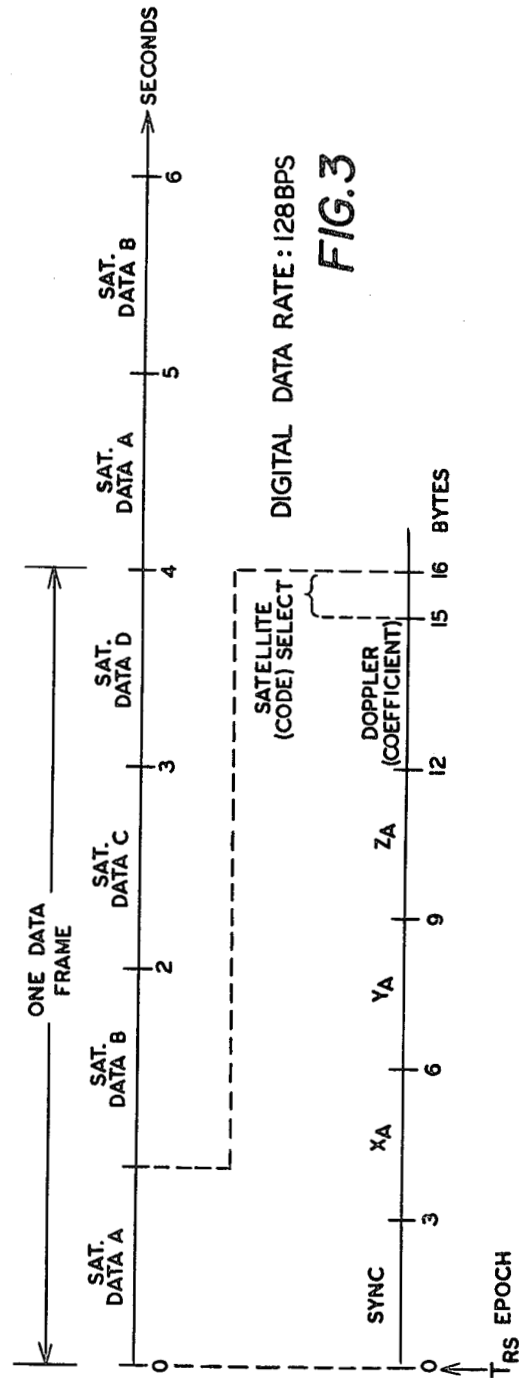 ONE DATA
FRAME
SAT.
DATA A
SAT.
DATA B
SAT.
DATA C
SAT.
DATA D
SAT.
DATA A
SAT.
DATA B
0 2 3 4 5 6 SECONDS
SATELLITE
(CODE) SELECT
DIGITAL DATA RATE: 128 BPS
SYNC XA YA ZA DOPPLER
(COEFFICIENT)
0 3 6 9 12 15 16 BYTES
TRS EPOCH
FIG. 3